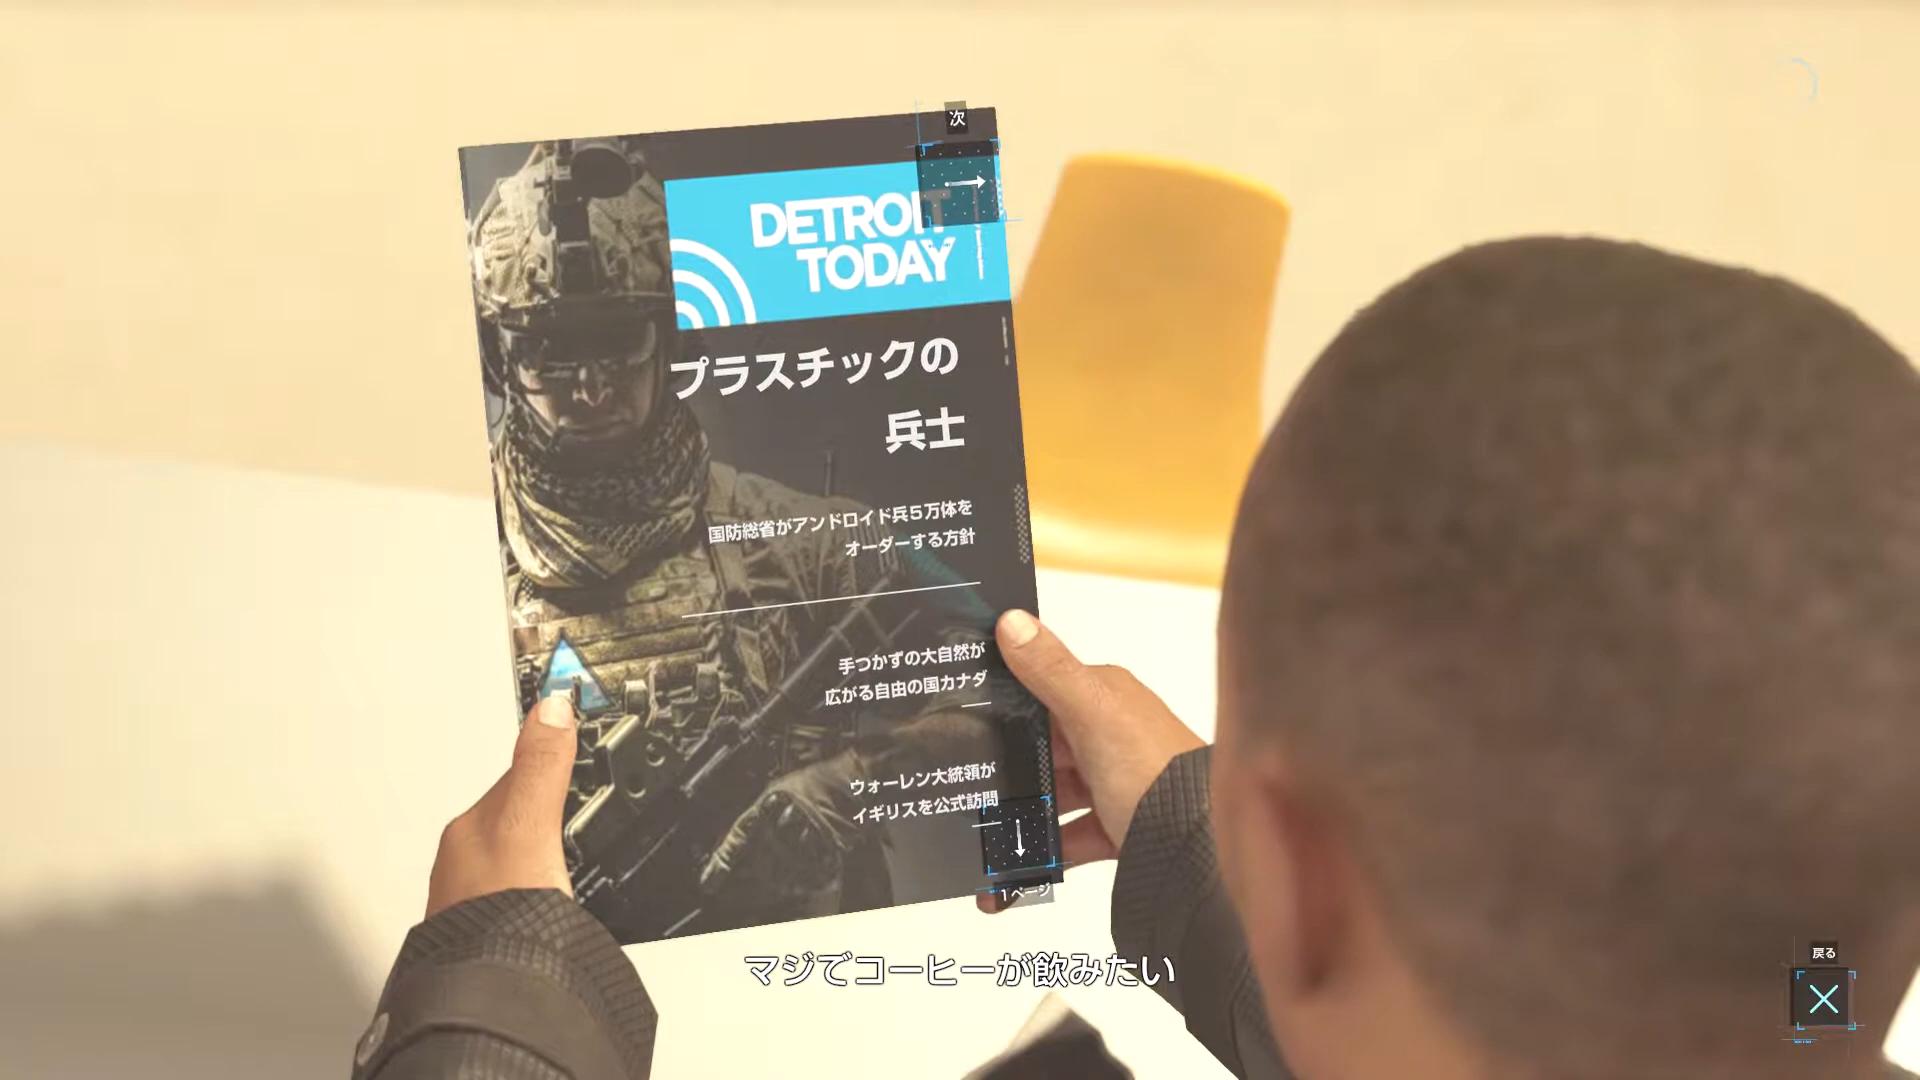 次
DETROIT
TODAY
プラスチックの
兵士
国防総省がアンドロイド兵5万体を
オーダーする方針
手つかずの大自然が
広がる自由の国カナダ
ウォーレン大統領が
イギリスを公式訪問
1ページ
マジでコーヒーが飲みたい
戻る